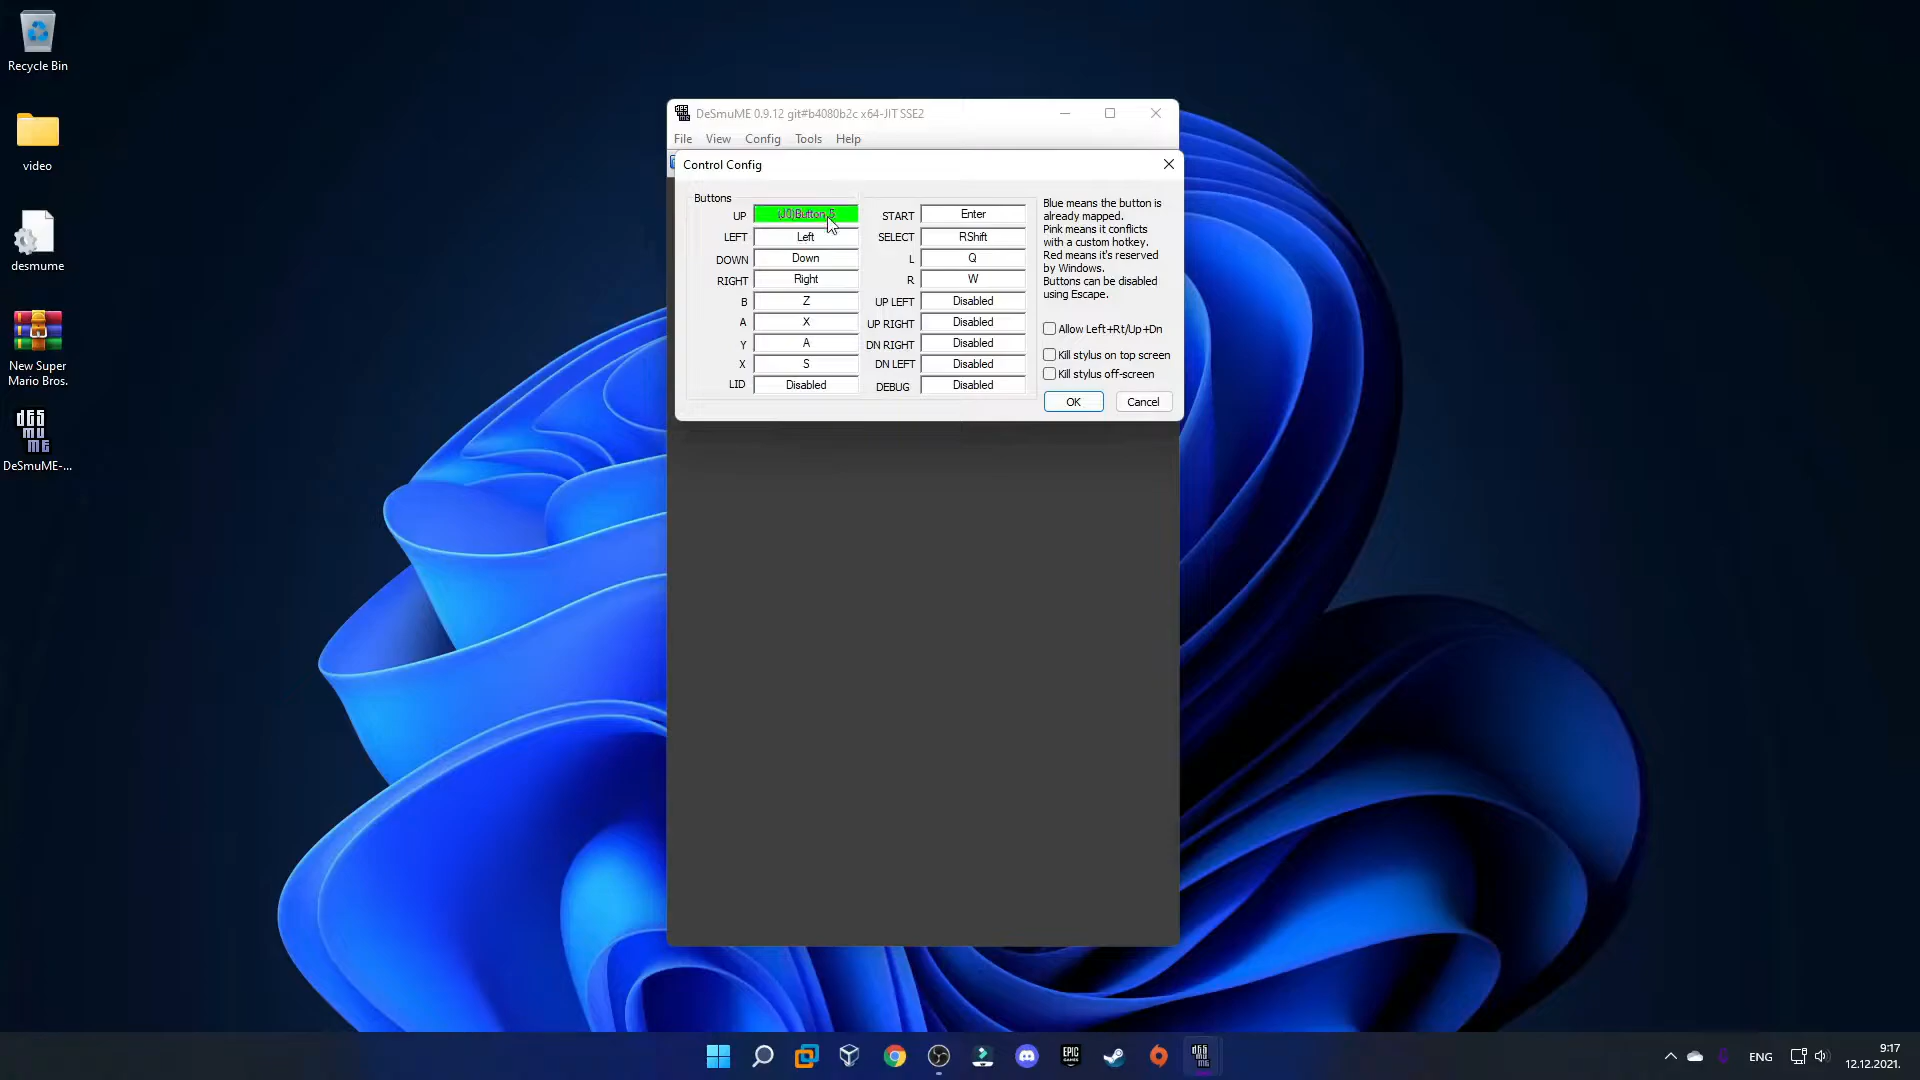 Recycle Bin
video
desmume
New Super
Mario Bros.
DeSmuME-...
DeSmuME 0.9.12 git#b4080b2c x64-JIT SSE2
File View Config Tools Help
Control Config
Buttons
UP (J0)Button 5
LEFT Left
DOWN Down
RIGHT Right
B Z
A X
Y A
X S
LID Disabled
START Enter
SELECT RShift
L Q
R W
UP LEFT Disabled
UP RIGHT Disabled
DN RIGHT Disabled
DN LEFT Disabled
DEBUG Disabled
Blue means the button is
already mapped.
Pink means it conflicts
with a custom hotkey.
Red means it's reserved
by Windows.
Buttons can be disabled
using Escape.
Allow Left+Rt/Up+Dn
Kill stylus on top screen
Kill stylus off-screen
OK Cancel
EPIC
GAMES
ENG
9:17
12.12.2021.